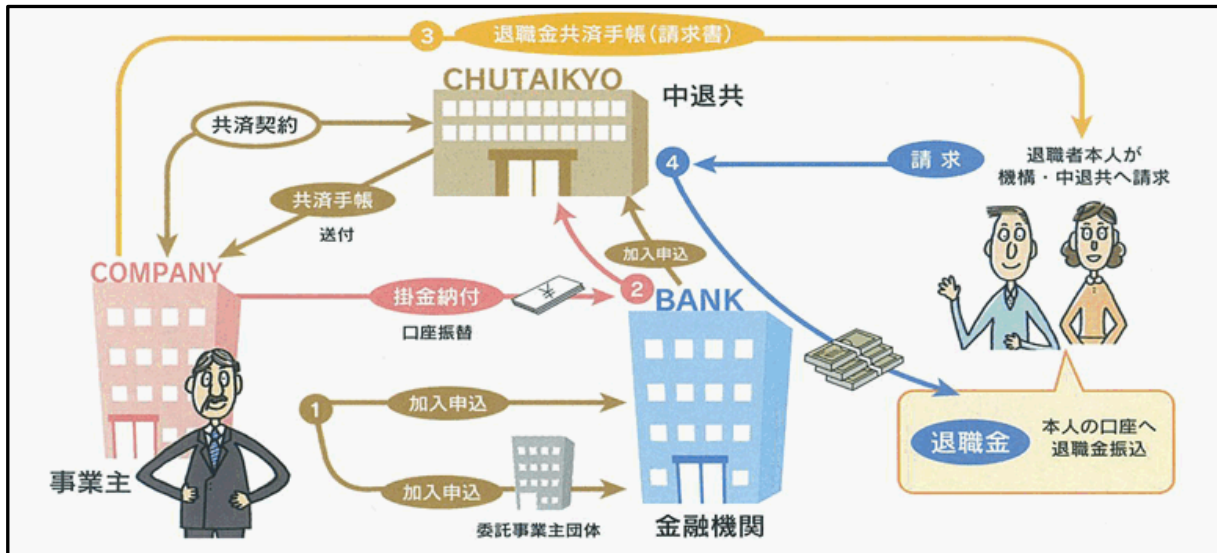 3 退職金共済手帳(請求書)
CHUTAIKYO
中退共
共済契約
4
請求
退職者本人が
機構・中退共へ請求
共済手帳
送付
加入申込
COMPANY
掛金納付
2
BANK
口座振替
1
加入申込
退職金
本人の口座へ
退職金振込
事業主
加入申込
委託事業主団体
金融機関